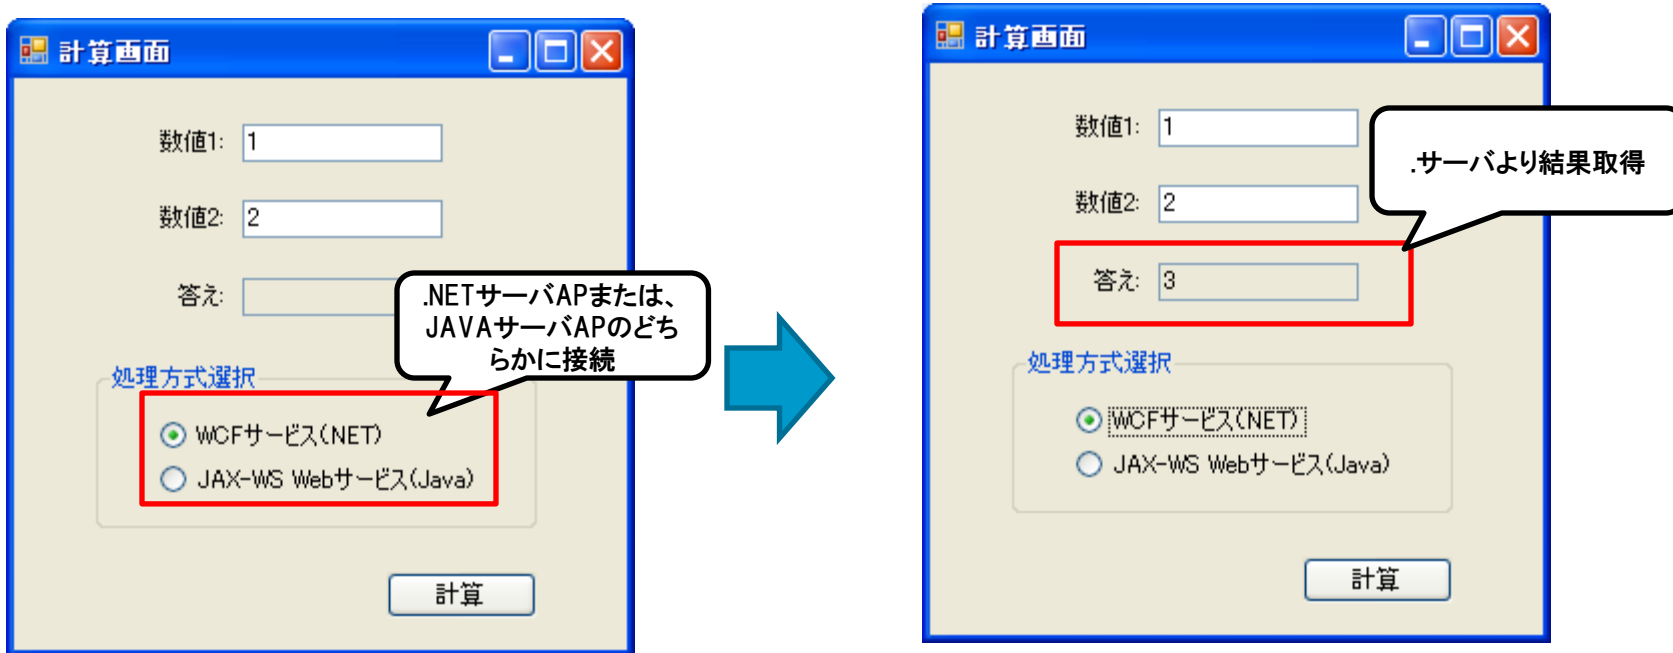 計算画面
数値1: 1
数値2: 2
答え:
.NETサーバAPまたは、
JAVAサーバAPのどち
らかに接続
処理方式選択
WCFサービス(NET)
JAX-WS Webサービス(Java)
計算
計算画面
数値1: 1
.サーバより結果取得
数値2: 2
答え: 3
処理方式選択
WCFサービス(NET)
JAX-WS Webサービス(Java)
計算